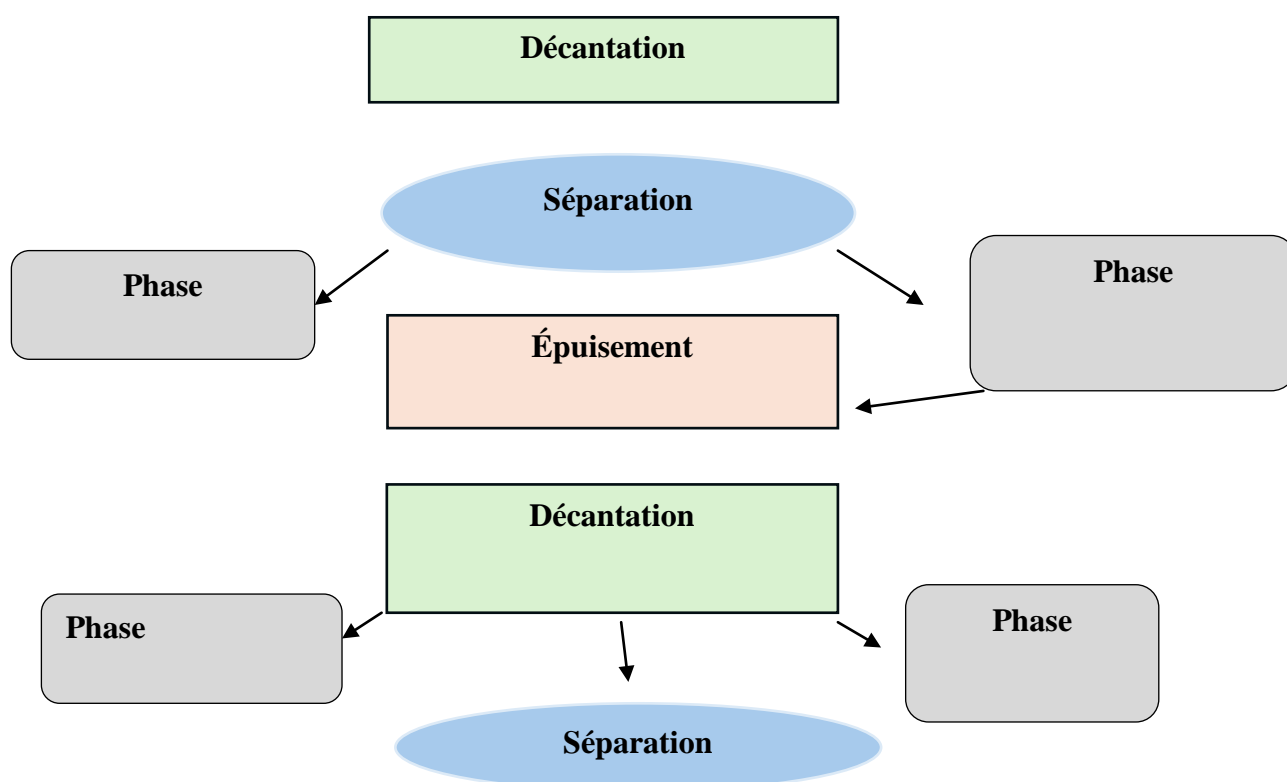 Décantation
Séparation
Phase
Phase
Épuisement
Décantation
Phase
Phase
Séparation